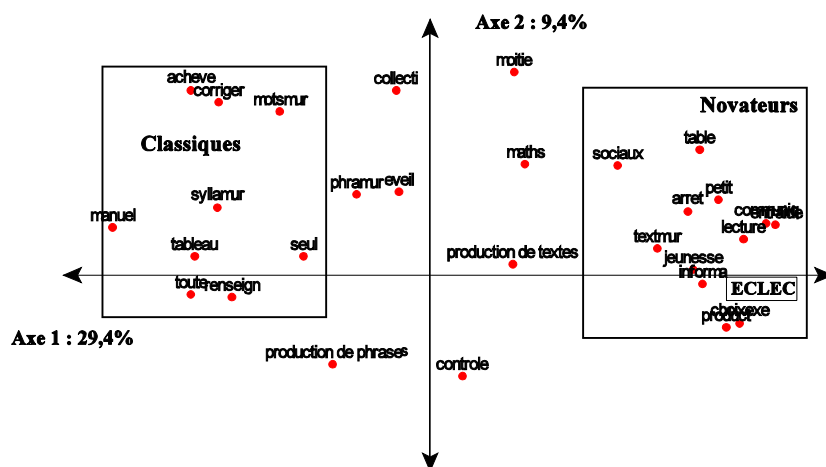 Axe 2 : 9,4%
moitie
acheve
corriger
collecti
motsmur
Novateurs
Classiques
table
maths
sociaux
phramur
eveil
syllamur
petit
arret
manuel
lecture
textmur
tableau
seul
production de textes
jeunesse
informa
toute
renseign
ECLEC
choixexe
product
Axe 1 : 29,4%
production de phrases
controle